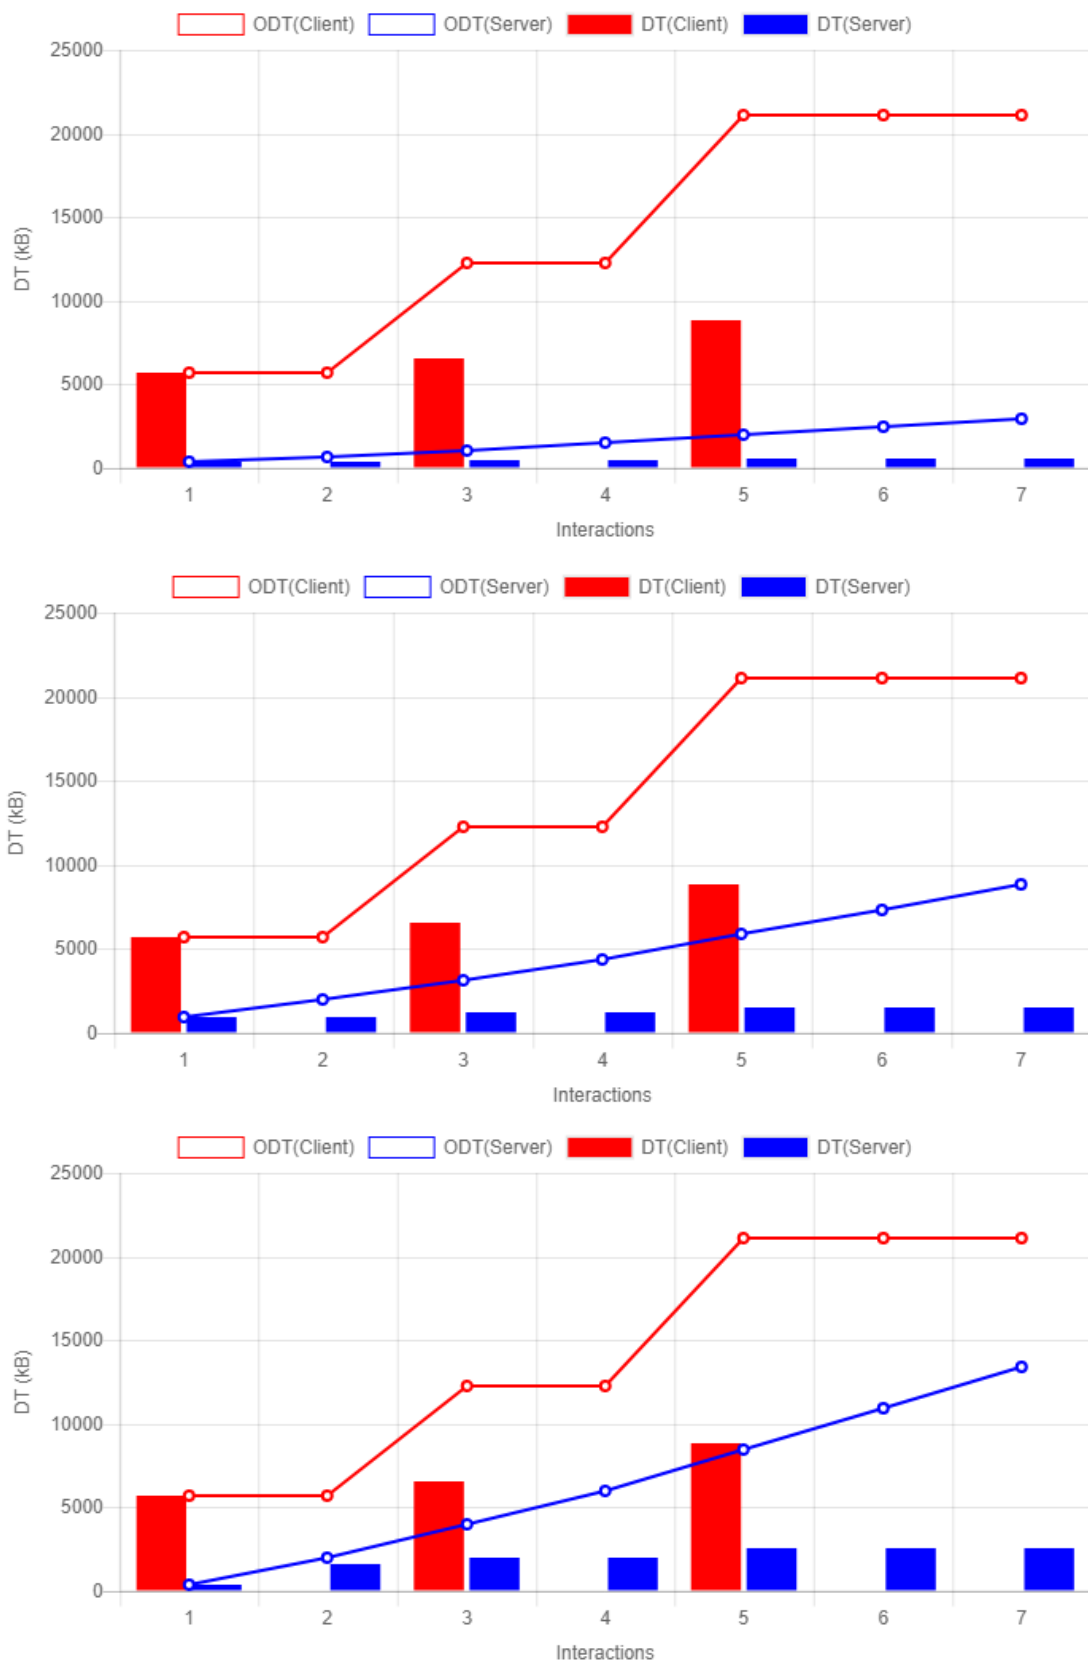 ODT(Client) ODT(Server) DT(Client) DT(Server)
25000
20000
15000
10000
5000
0
DT (kB)
1 2 3 4 5 6 7
Interactions
ODT(Client) ODT(Server) DT(Client) DT(Server)
25000
20000
15000
10000
5000
0
DT (kB)
1 2 3 4 5 6 7
Interactions
ODT(Client) ODT(Server) DT(Client) DT(Server)
25000
20000
15000
10000
5000
0
DT (kB)
1 2 3 4 5 6 7
Interactions